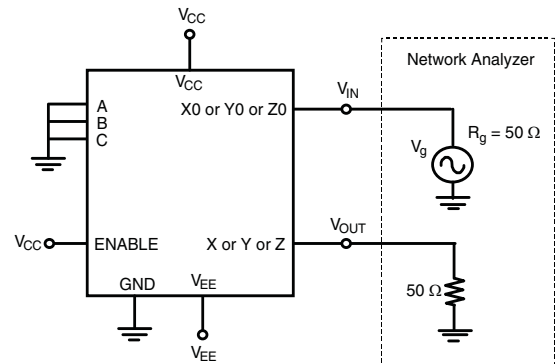 VCC
VCC
Network Analyzer
A
B
C
X0 or Y0 or Z0
VIN
Vg
Rg = 50 Ω
VCC
ENABLE
X or Y or Z
VOUT
GND
VEE
50 Ω
VEE